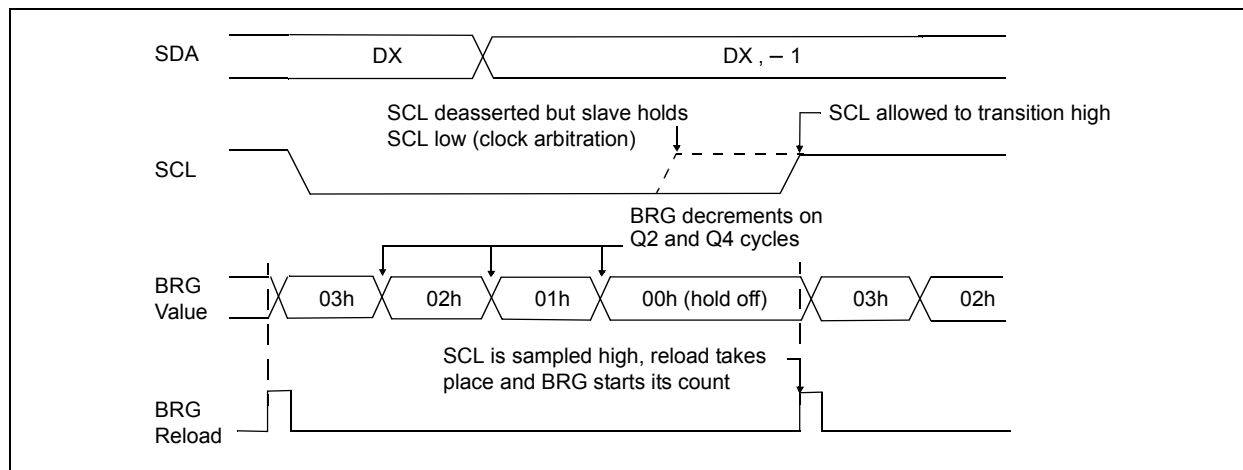 SDA
DX
DX , – 1
SCL deasserted but slave holds
SCL low (clock arbitration)
SCL allowed to transition high
SCL
BRG decrements on
Q2 and Q4 cycles
BRG
Value
03h
02h
01h
00h (hold off)
03h
02h
SCL is sampled high, reload takes
place and BRG starts its count
BRG
Reload